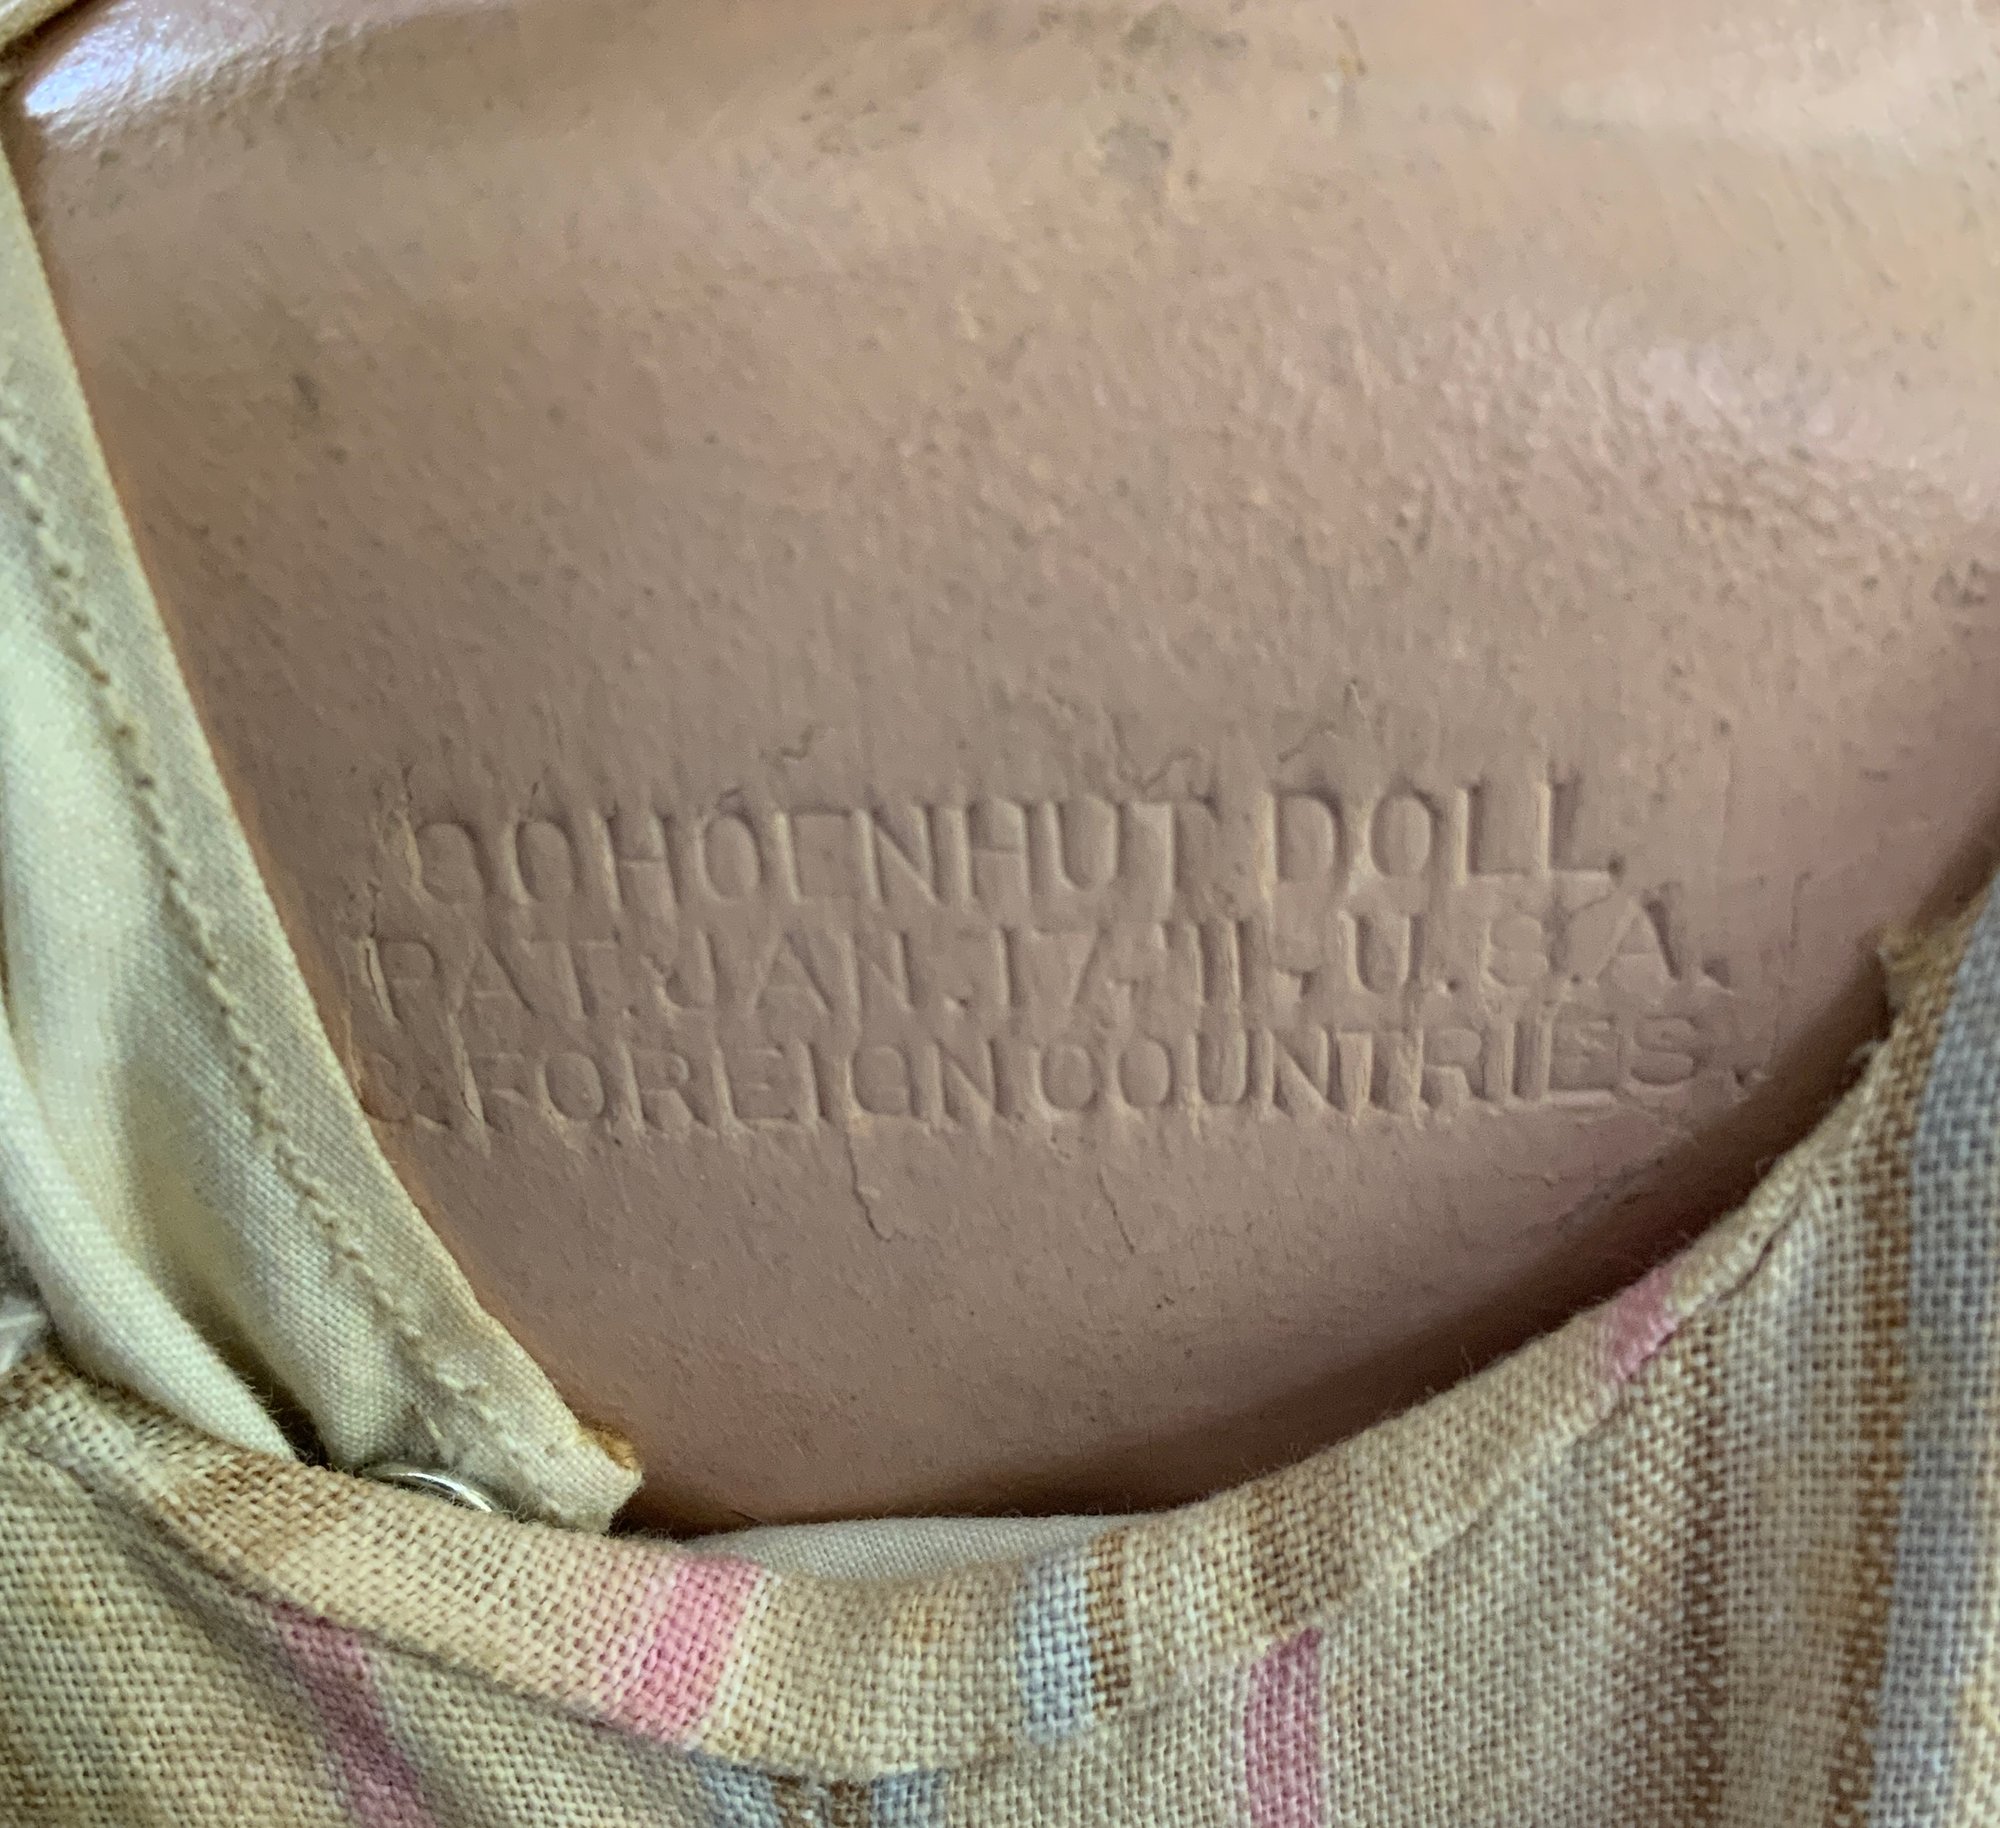 SCHOENHUT DOLL
PAT. JAN. 17-'11-U.S.A.
& FOREIGN COUNTRIES